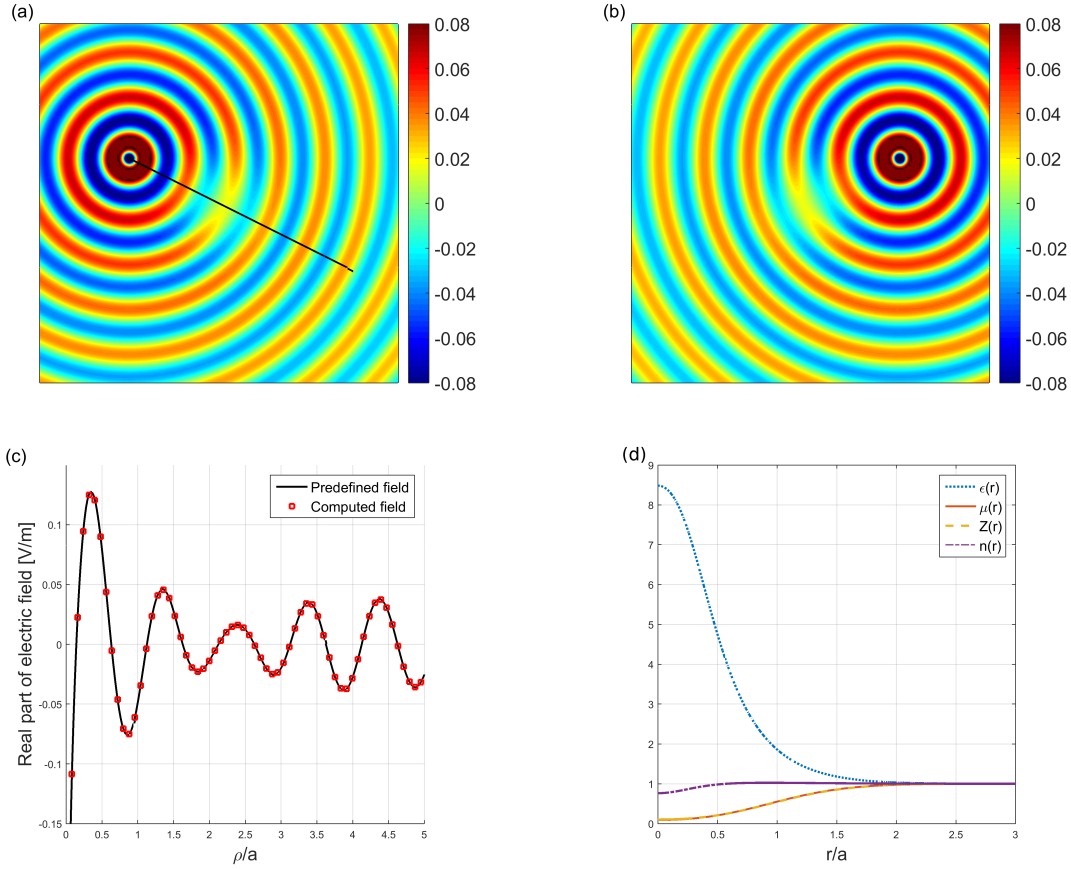 (a)
0.08
0.06
0.04
0.02
0
-0.02
-0.04
-0.06
-0.08
(b)
0.08
0.06
0.04
0.02
0
-0.02
-0.04
-0.06
-0.08
(c)
Real part of electric field [V/m]
0.1
0.05
0
-0.05
-0.1
-0.15
0 0.5 1 1.5 2 2.5 3 3.5 4 4.5 5
ρ/a
Predefined field
Computed field
(d)
9
8
7
6
5
4
3
2
1
0
0 0.5 1 1.5 2 2.5 3
r/a
ϵ(r)
μ(r)
Z(r)
n(r)